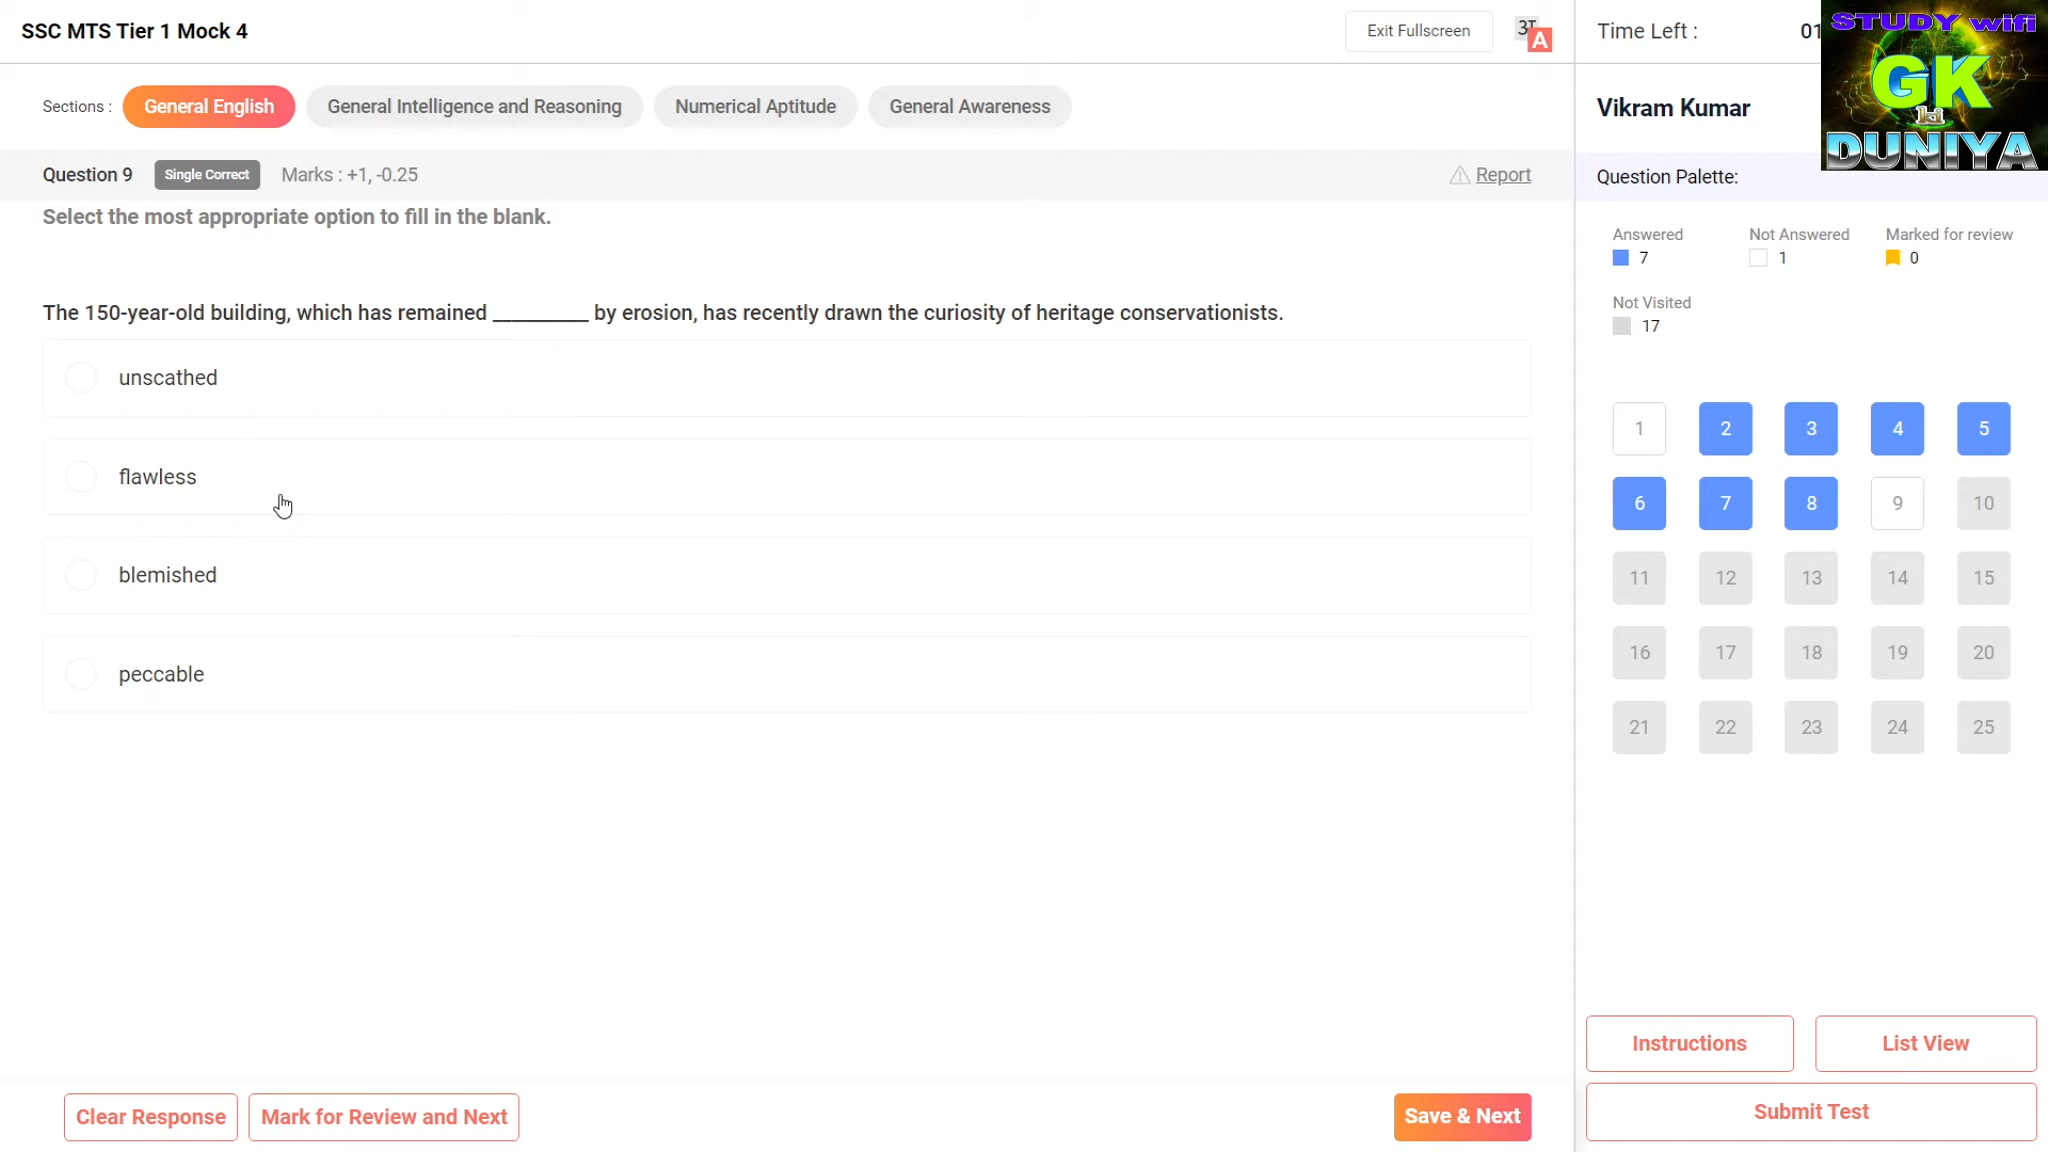 SSC MTS Tier 1 Mock 4
Exit Fullscreen
Time Left :
01
STUDY wifi
GK
ki
DUNIYA
Sections :
General English
General Intelligence and Reasoning
Numerical Aptitude
General Awareness
Vikram Kumar
Question 9
Single Correct
Marks : +1, -0.25
Report
Question Palette:
Select the most appropriate option to fill in the blank.
The 150-year-old building, which has remained _________ by erosion, has recently drawn the curiosity of heritage conservationists.
unscathed
flawless
blemished
peccable
Answered
7
Not Answered
1
Marked for review
0
Not Visited
17
1 2 3 4 5
6 7 8 9 10
11 12 13 14 15
16 17 18 19 20
21 22 23 24 25
Instructions
List View
Clear Response
Mark for Review and Next
Save & Next
Submit Test